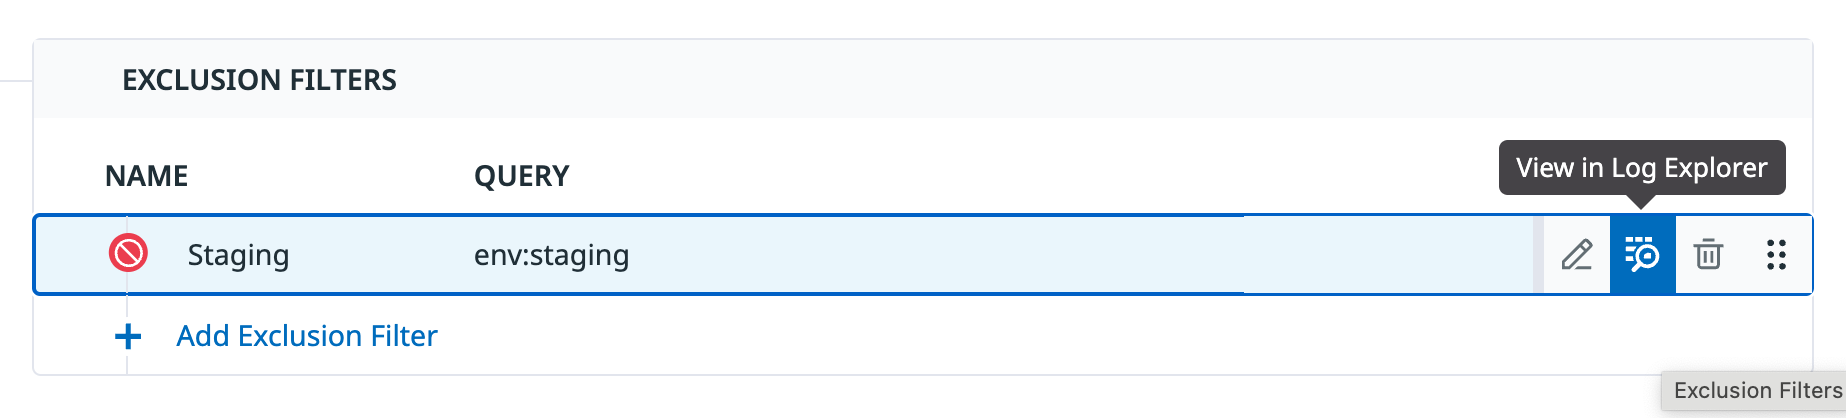 EXCLUSION FILTERS
NAME QUERY
View in Log Explorer
Staging env:staging
Add Exclusion Filter
Exclusion Filters